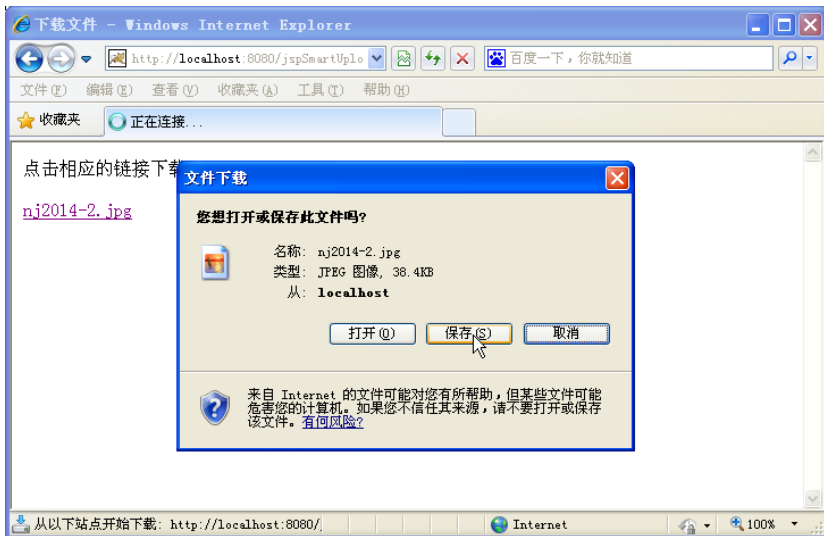 下载文件 - Windows Internet Explorer
http://localhost:8080/jspSmartUplo
百度一下，你就知道
文件(F) 编辑(E) 查看(V) 收藏夹(A) 工具(T) 帮助(H)
收藏夹 正在连接...
点击相应的链接下载
nj2014-2.jpg
文件下载
您想打开或保存此文件吗?
名称: nj2014-2.jpg
类型: JPEG 图像, 38.4KB
从: localhost
打开(O) 保存(S) 取消
来自 Internet 的文件可能对您有所帮助，但某些文件可能
危害您的计算机。如果您不信任其来源，请不要打开或保存
该文件。有何风险?
从以下站点开始下载: http://localhost:8080/ Internet 100%